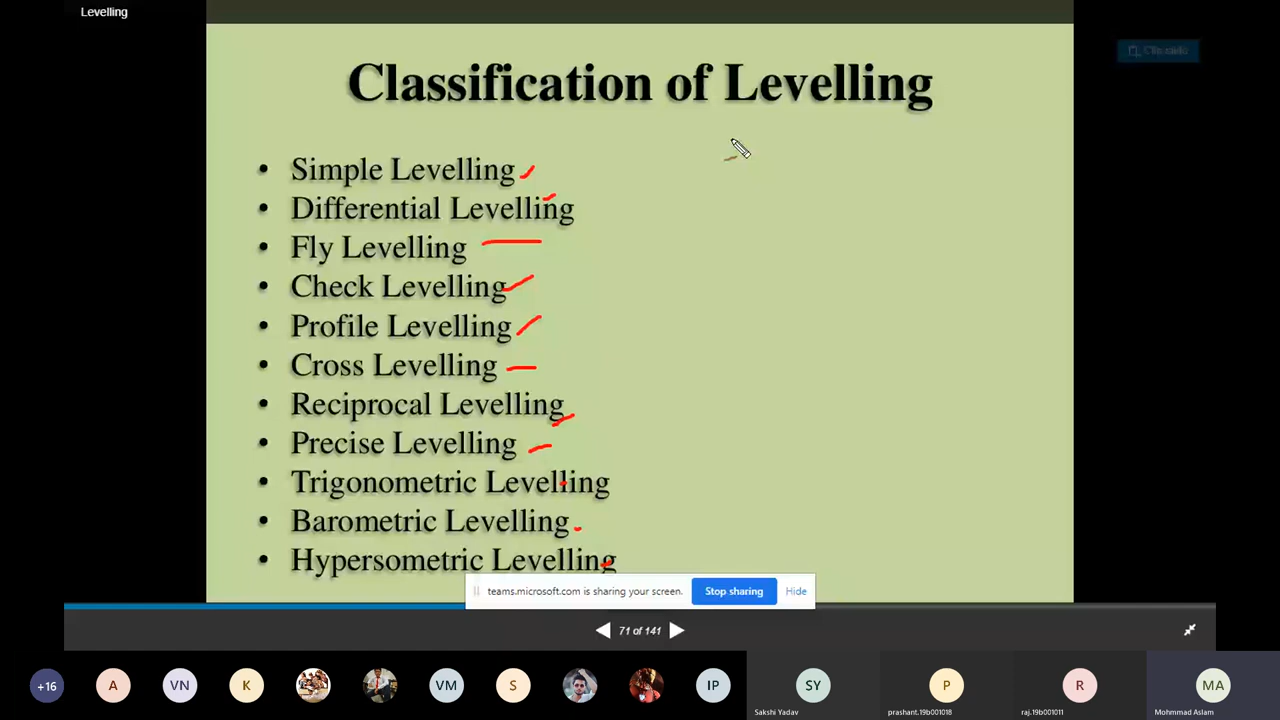 Levelling
Clip slide
Classification of Levelling
• Simple Levelling
• Differential Levelling
• Fly Levelling
• Check Levelling
• Profile Levelling
• Cross Levelling
• Reciprocal Levelling
• Precise Levelling
• Trigonometric Levelling
• Barometric Levelling
• Hypersometric Levelling
teams.microsoft.com is sharing your screen. Stop sharing Hide
71 of 141
+16 A VN K VM S IP SY P R MA
Sakshi Yadav prashant.19b001018 raj.19b001011 Mohmmad Aslam